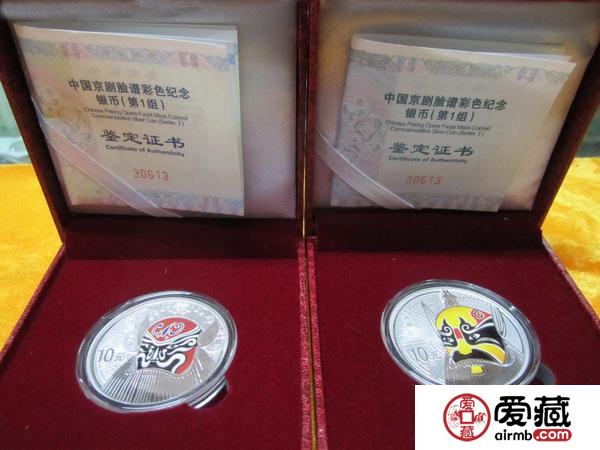 中国京剧脸谱彩色纪念
银币(第1组)
Chinese Peking Opera Facial Mask Colored
Commemorative Silver Coin (Series I)
鉴定证书
Certificate of Authenticity
30613
中国京剧脸谱彩色纪念
银币(第1组)
Chinese Peking Opera Facial Mask Colored
Commemorative Silver Coin (Series I)
鉴定证书
Certificate of Authenticity
30613
10元
10元
爱藏
airmb.com